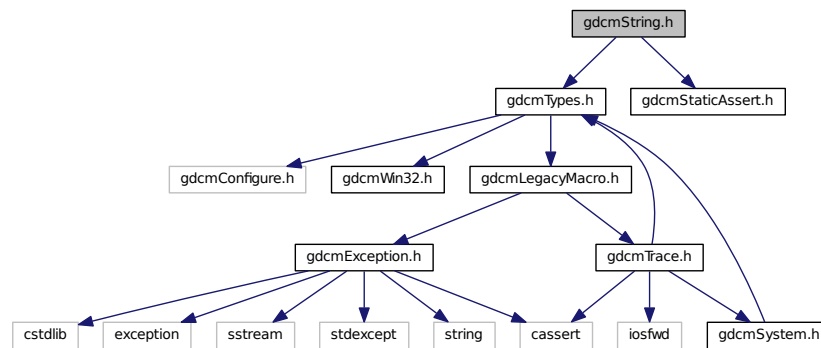 gdcmString.h
gdcmTypes.h
gdcmStaticAssert.h
gdcmConfigure.h
gdcmWin32.h
gdcmLegacyMacro.h
gdcmException.h
gdcmTrace.h
cstdlib
exception
sstream
stdexcept
string
cassert
iosfwd
gdcmSystem.h